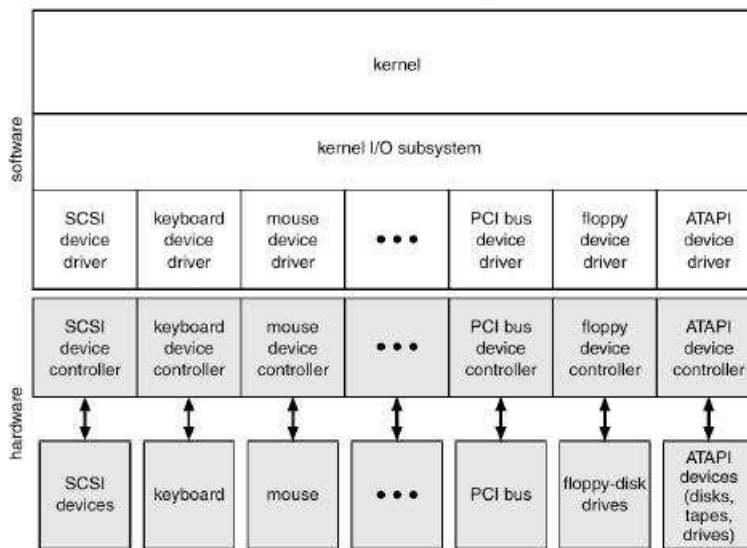 software
kernel
kernel I/O subsystem
SCSI
device
driver
keyboard
device
driver
mouse
device
driver
•••
PCI bus
device
driver
floppy
device
driver
ATAPI
device
driver
hardware
SCSI
device
controller
keyboard
device
controller
mouse
device
controller
•••
PCI bus
device
controller
floppy
device
controller
ATAPI
device
controller
SCSI
devices
keyboard
mouse
•••
PCI bus
floppy-disk
drives
ATAPI
devices
(disks,
tapes,
drives)